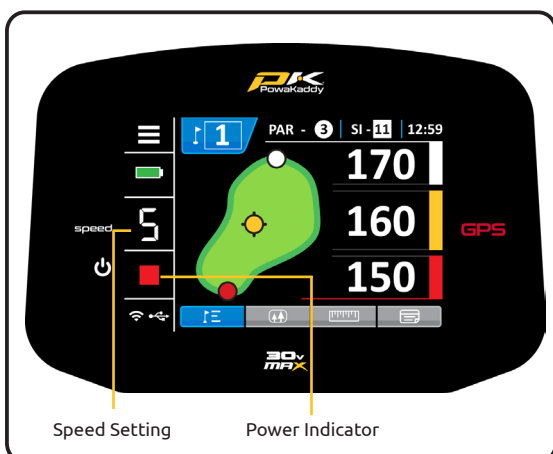 PK
PowaKaddy
1 PAR - 3 SI - 11 12:59
170
speed 5 160 GPS
150
30v
MAX
Speed Setting Power Indicator